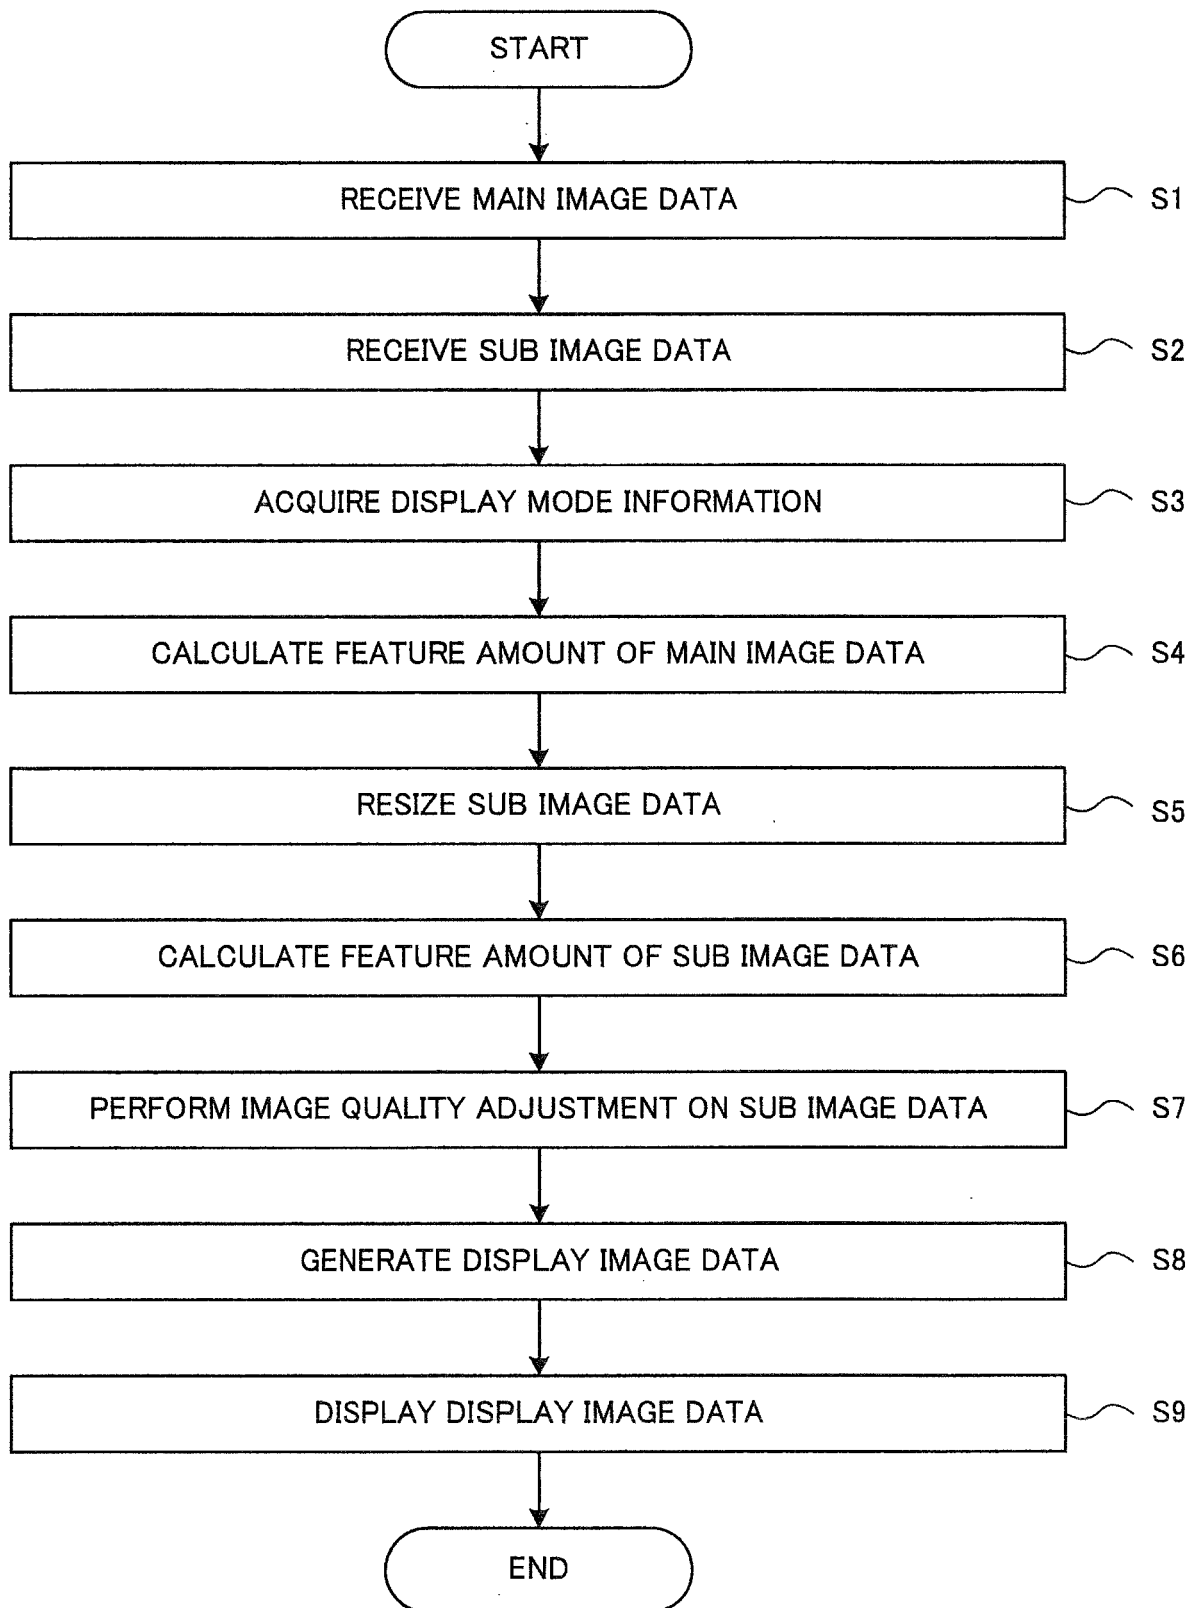 START
RECEIVE MAIN IMAGE DATA
S1
RECEIVE SUB IMAGE DATA
S2
ACQUIRE DISPLAY MODE INFORMATION
S3
CALCULATE FEATURE AMOUNT OF MAIN IMAGE DATA
S4
RESIZE SUB IMAGE DATA
S5
CALCULATE FEATURE AMOUNT OF SUB IMAGE DATA
S6
PERFORM IMAGE QUALITY ADJUSTMENT ON SUB IMAGE DATA
S7
GENERATE DISPLAY IMAGE DATA
S8
DISPLAY DISPLAY IMAGE DATA
S9
END